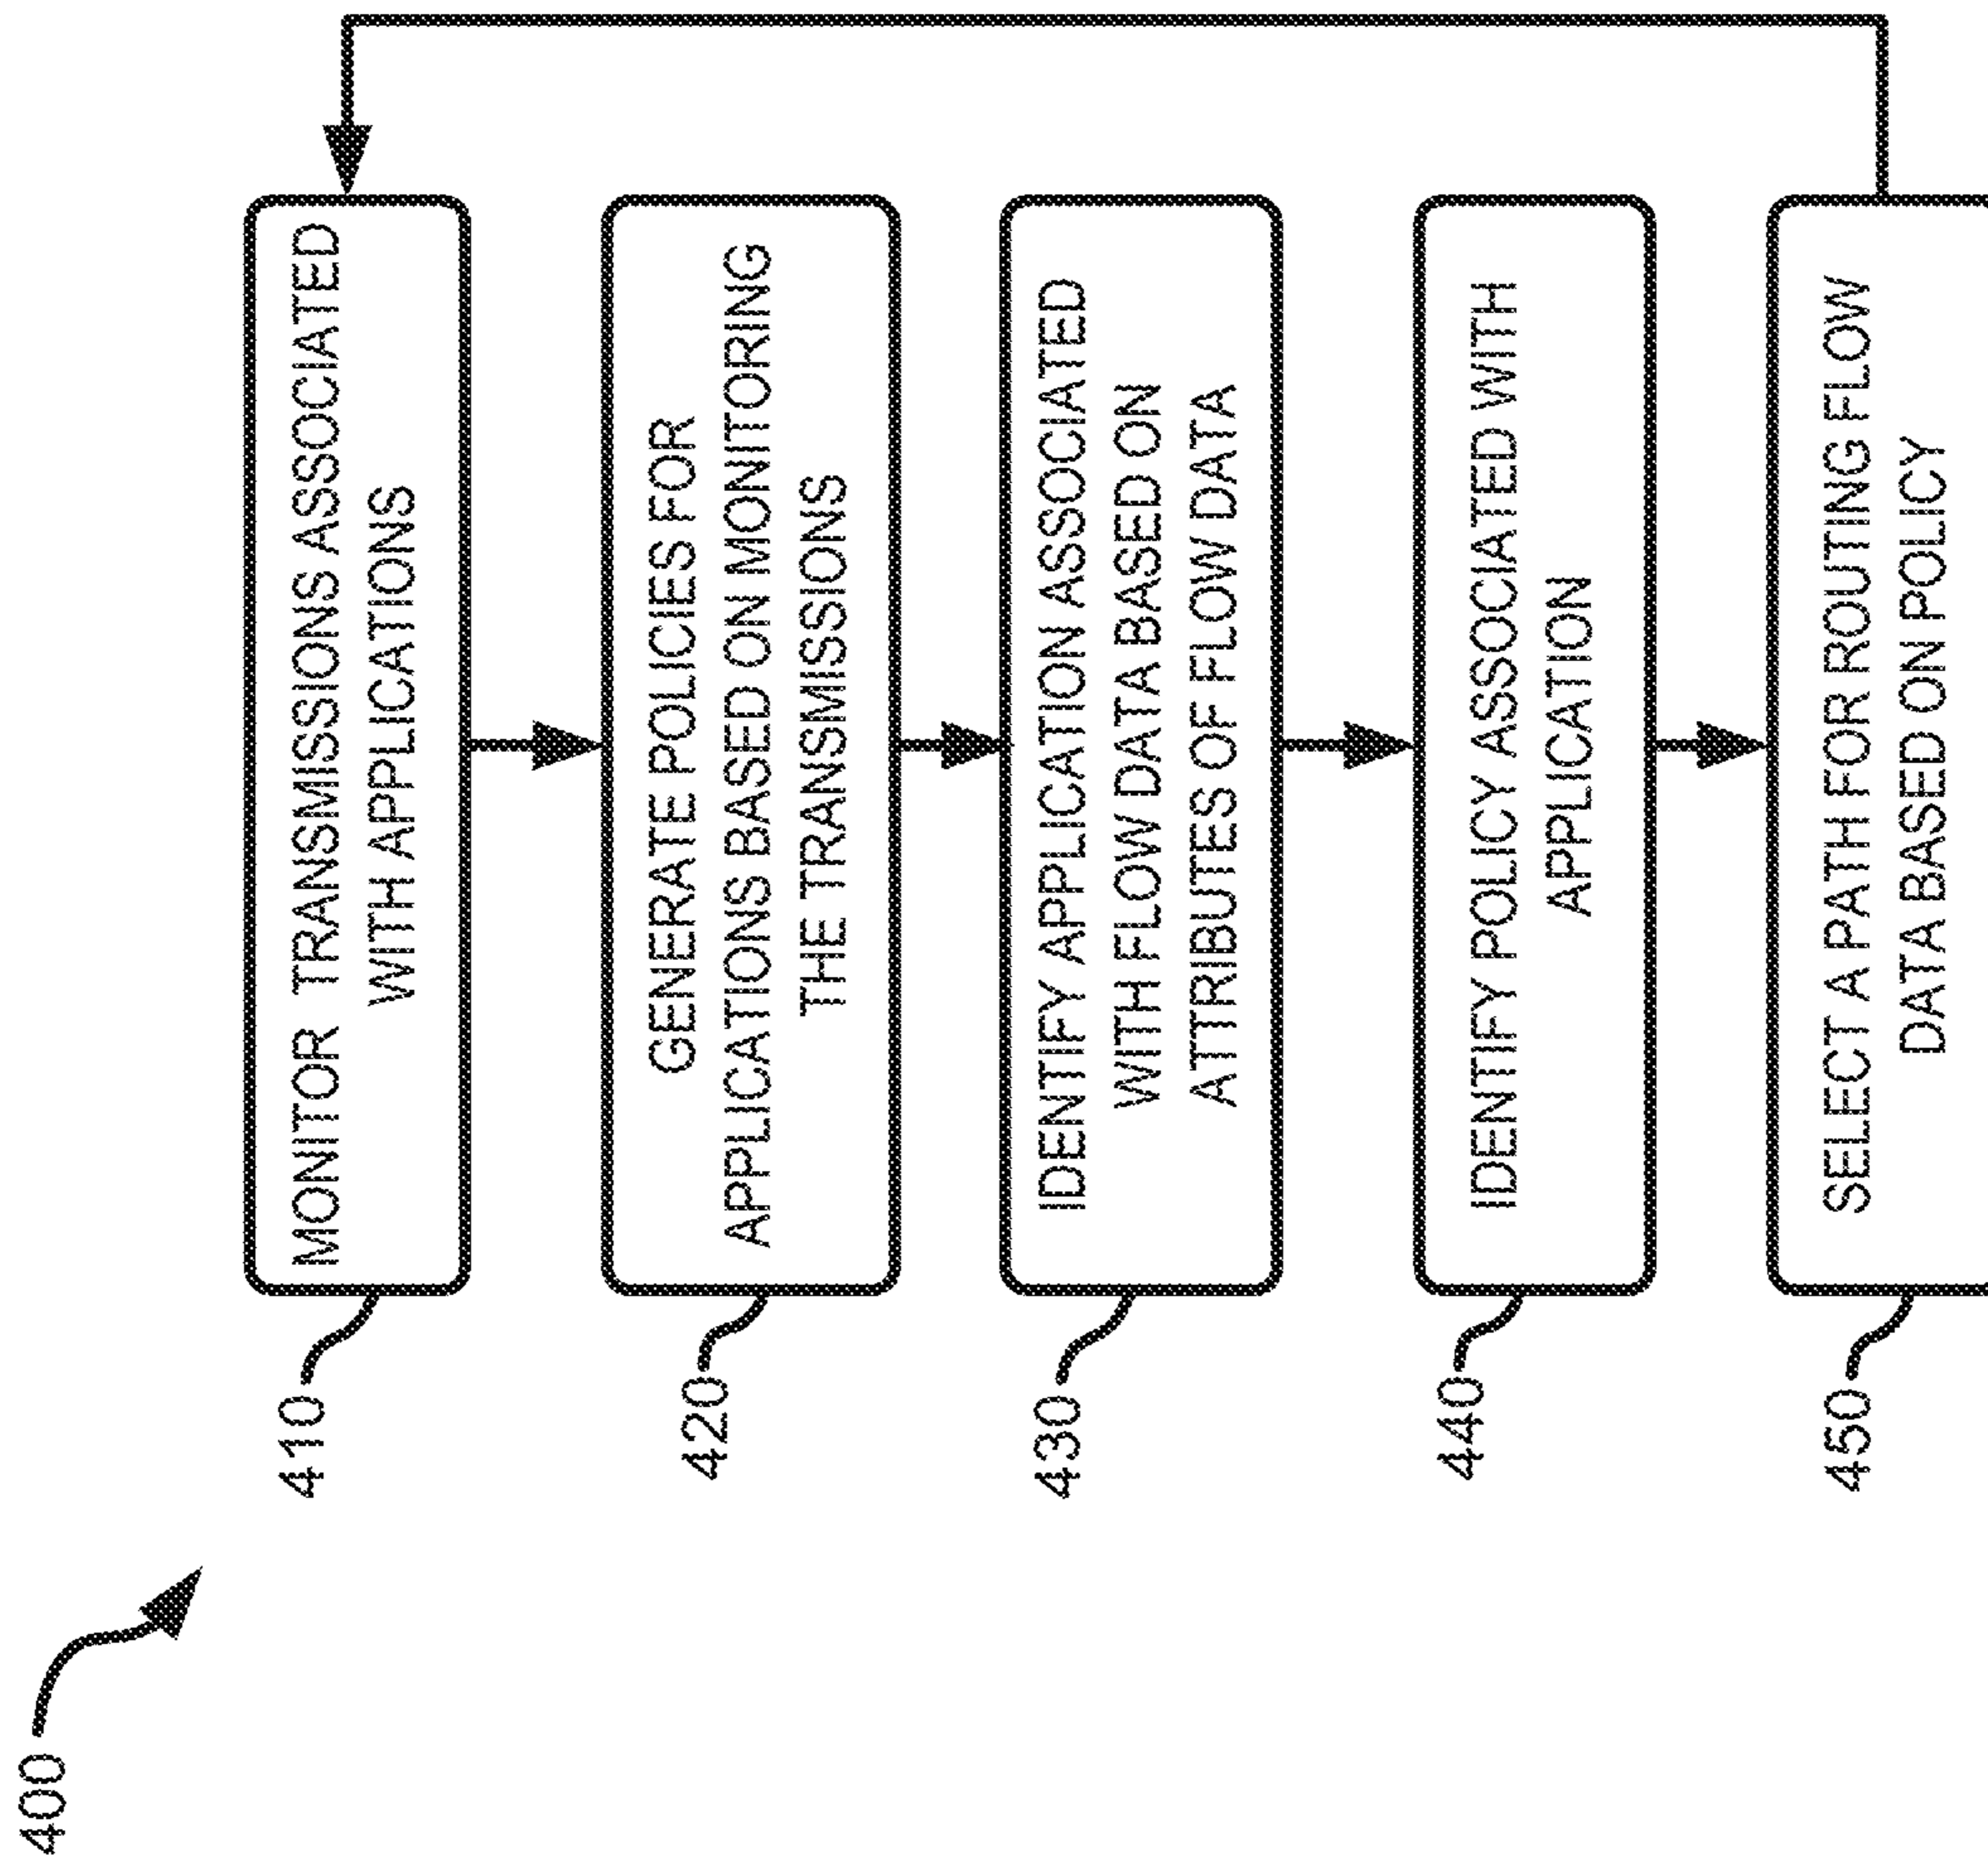 400
410
MONITOR TRANSMISSIONS ASSOCIATED
WITH APPLICATIONS
420
GENERATE POLICIES FOR
APPLICATIONS BASED ON MONITORING
THE TRANSMISSIONS
430
IDENTIFY APPLICATION ASSOCIATED
WITH FLOW DATA BASED ON
ATTRIBUTES OF FLOW DATA
440
IDENTIFY POLICY ASSOCIATED WITH
APPLICATION
450
SELECT A PATH FOR ROUTING FLOW
DATA BASED ON POLICY